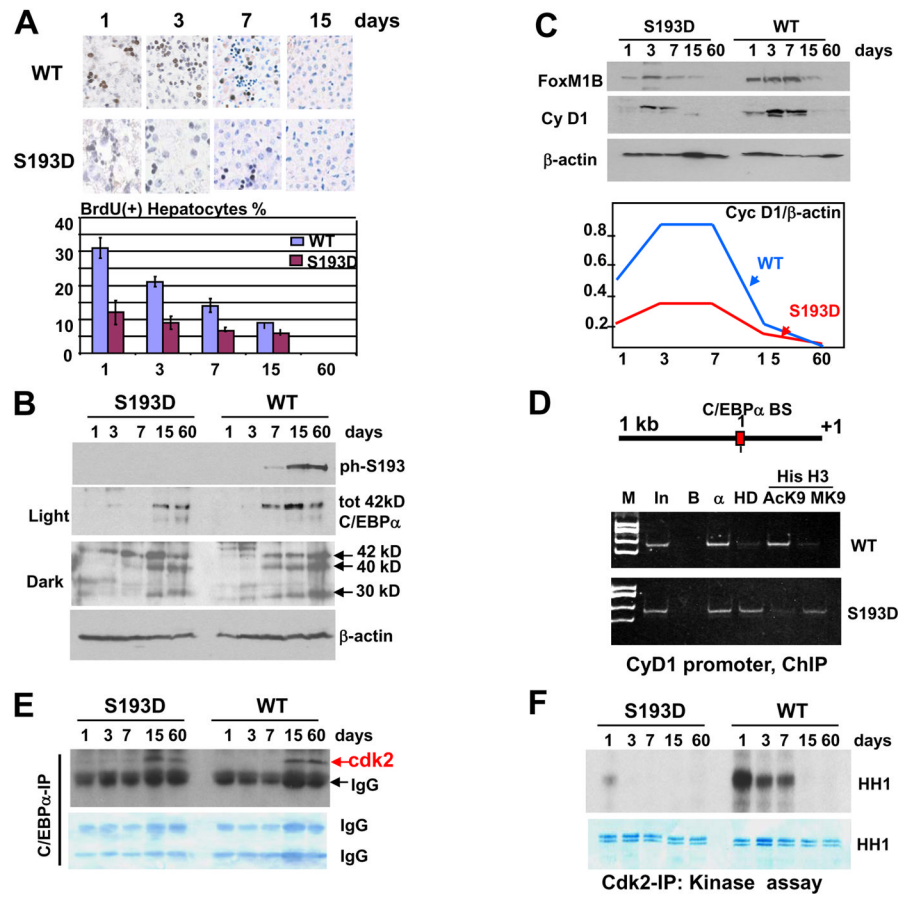 A
1 3 7 15 days
WT
S193D
BrdU(+) Hepatocytes %
40
30
20
10
0
WT
S193D
1 3 7 15 60
B
S193D WT
1 3 7 15 60 1 3 7 15 60 days
ph-S193
Light
tot 42kD
C/EBPα
Dark
42 kD
40 kD
30 kD
β-actin
C
S193D WT
1 3 7 15 60 1 3 7 15 60 days
FoxM1B
Cy D1
β-actin
Cyc D1/β-actin
0.8
0.4
0.2
WT
S193D
1 3 7 1 5 60
D
C/EBPα BS
1 kb 1 +1
His H3
M In B α HD AcK9 MK9
WT
S193D
CyD1 promoter, ChIP
E
S193D WT
1 3 7 15 60 1 3 7 15 60 days
C/EBPα-IP
cdk2
IgG
IgG
IgG
F
S193D WT
1 3 7 15 60 1 3 7 15 60 days
HH1
HH1
Cdk2-IP: Kinase assay